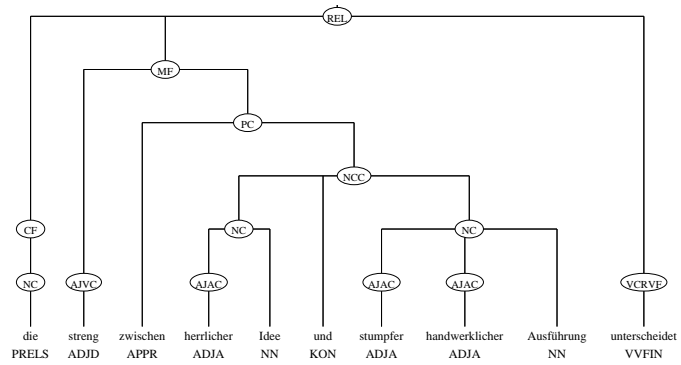 REL
MF
PC
NCC
CF NC NC
NC AJVC AJAC AJAC AJAC VCRVF
die streng zwischen herrlicher Idee und stumpfer handwerklicher Ausführung unterscheidet
PRELS ADJD APPR ADJA NN KON ADJA ADJA NN VVFIN